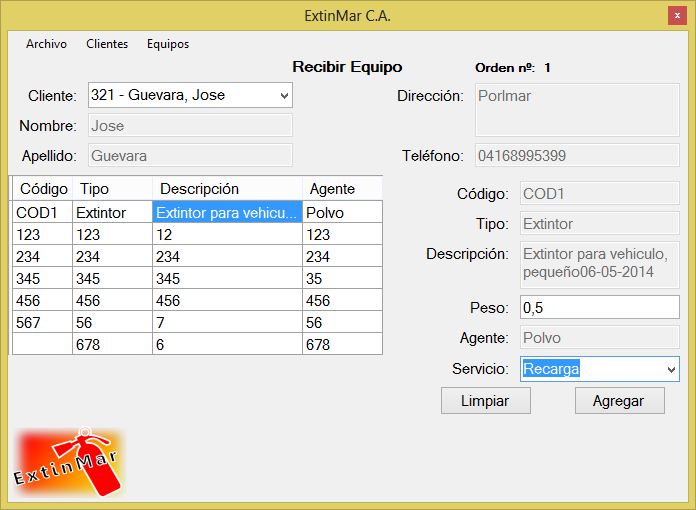 ExtinMar C.A.
x
Archivo Clientes Equipos
Recibir Equipo Orden nº: 1
Cliente: 321 - Guevara, Jose
Dirección: Porlmar
Nombre: Jose
Apellido: Guevara
Teléfono: 04168995399
Código Tipo Descripción Agente
COD1 Extintor Extintor para vehicu... Polvo
123 123 12 123
234 234 234 234
345 345 345 35
456 456 456 456
567 56 7 56
678 6 678
Código: COD1
Tipo: Extintor
Descripción: Extintor para vehiculo,
pequeño06-05-2014
Peso: 0,5
Agente: Polvo
Servicio: Recarga
Limpiar Agregar
ExtinMar